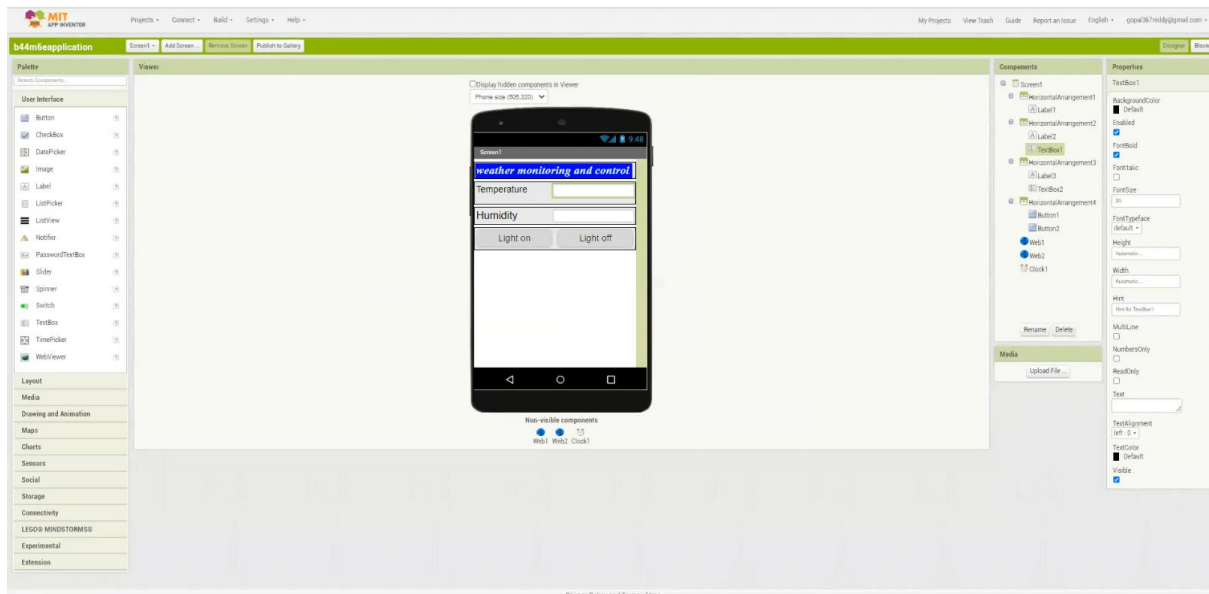 MIT
APP INVENTOR
Projects Connect Build Settings Help
My Projects View Trash Guide Report an Issue English gopal367reddy@gmail.com
b44m6eapplication
Screen1 Add Screen ... Remove Screen Publish to Gallery
Designer Block
Palette
Search Components...
User Interface
Button
CheckBox
DatePicker
Image
Label
ListPicker
ListView
Notifier
PasswordTextBox
Slider
Spinner
Switch
TextBox
TimePicker
WebViewer
Layout
Media
Drawing and Animation
Maps
Charts
Sensors
Social
Storage
Connectivity
LEGO® MINDSTORMS®
Experimental
Extension
Viewer
Display hidden components in Viewer
Phone size (505,320)
9:48
Screen1
weather monitoring and control
Temperature
Humidity
Light on Light off
Non-visible components
Web1 Web2 Clock1
Components
Screen1
HorizontalArrangement1
Label1
HorizontalArrangement2
Label2
TextBox1
HorizontalArrangement3
Label3
TextBox2
HorizontalArrangement4
Button1
Button2
Web1
Web2
Clock1
Rename Delete
Media
Upload File ...
Properties
TextBox1
BackgroundColor
Default
Enabled
FontBold
FontItalic
FontSize
FontTypeface
default
Height
Automatic...
Width
Automatic...
Hint
Hint for TextBox1
MultiLine
NumbersOnly
ReadOnly
Text
TextAlignment
left : 0
TextColor
Default
Visible